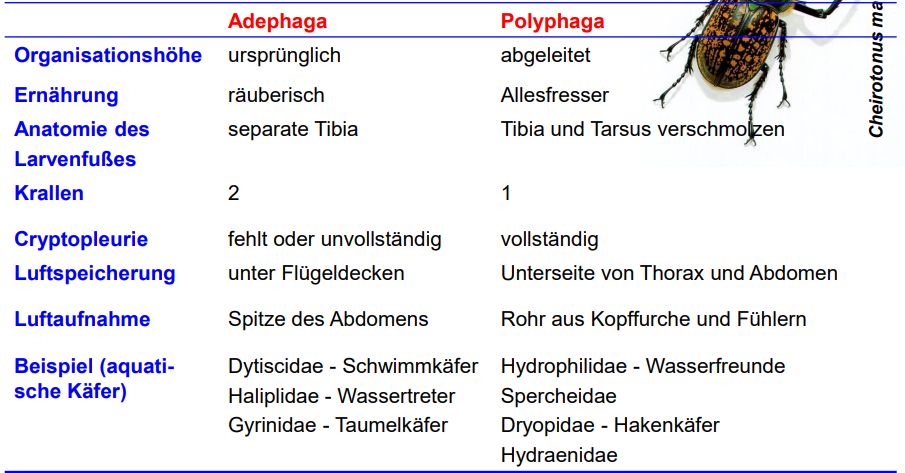 Adephaga Polyphaga
Organisationshöhe ursprünglich abgeleitet
Ernährung räuberisch Allesfresser
Anatomie des separate Tibia Tibia und Tarsus verschmolzen
Larvenfußes
Krallen 2 1
Cryptopleurie fehlt oder unvollständig vollständig
Luftspeicherung unter Flügeldecken Unterseite von Thorax und Abdomen
Luftaufnahme Spitze des Abdomens Rohr aus Kopffurche und Fühlern
Beispiel (aquati- Dytiscidae - Schwimmkäfer Hydrophilidae - Wasserfreunde
sche Käfer) Haliplidae - Wassertreter Spercheidae
Gyrinidae - Taumelkäfer Dryopidae - Hakenkäfer
Hydraenidae
Cheirotonus ma